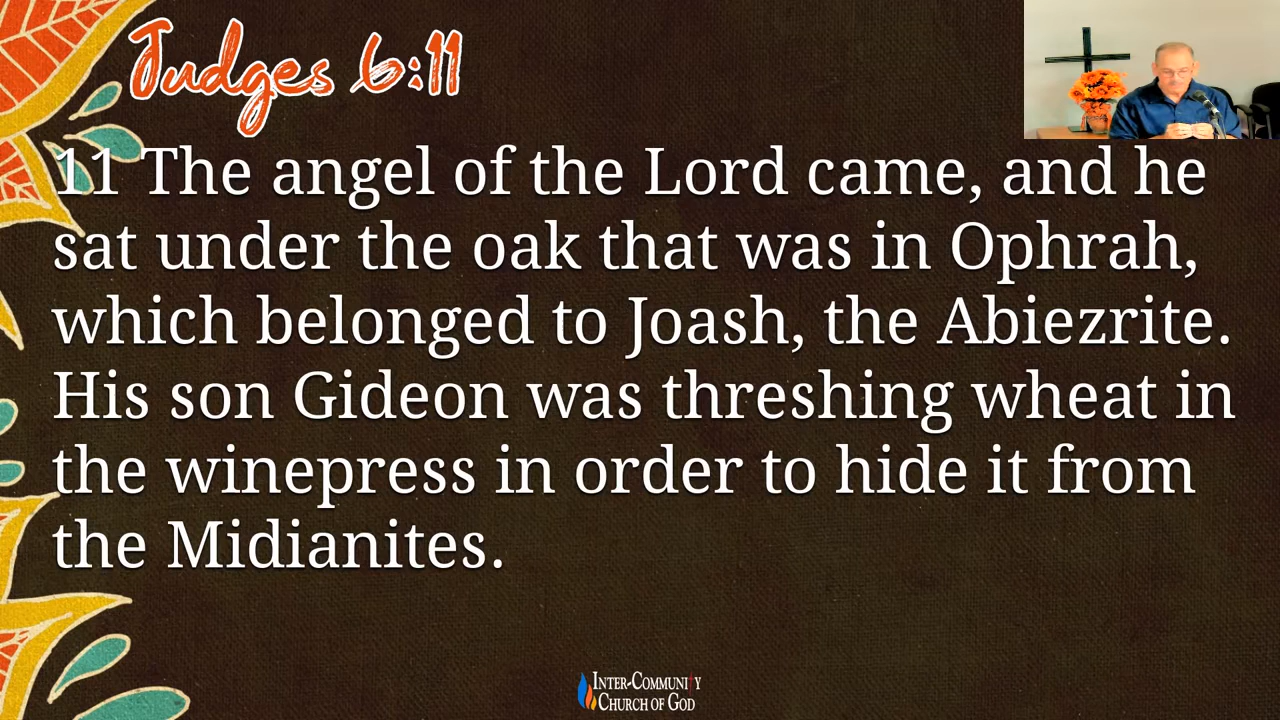 Judges 6:11
11 The angel of the Lord came, and he
sat under the oak that was in Ophrah,
which belonged to Joash, the Abiezrite.
His son Gideon was threshing wheat in
the winepress in order to hide it from
the Midianites.
Inter-Community
Church of God